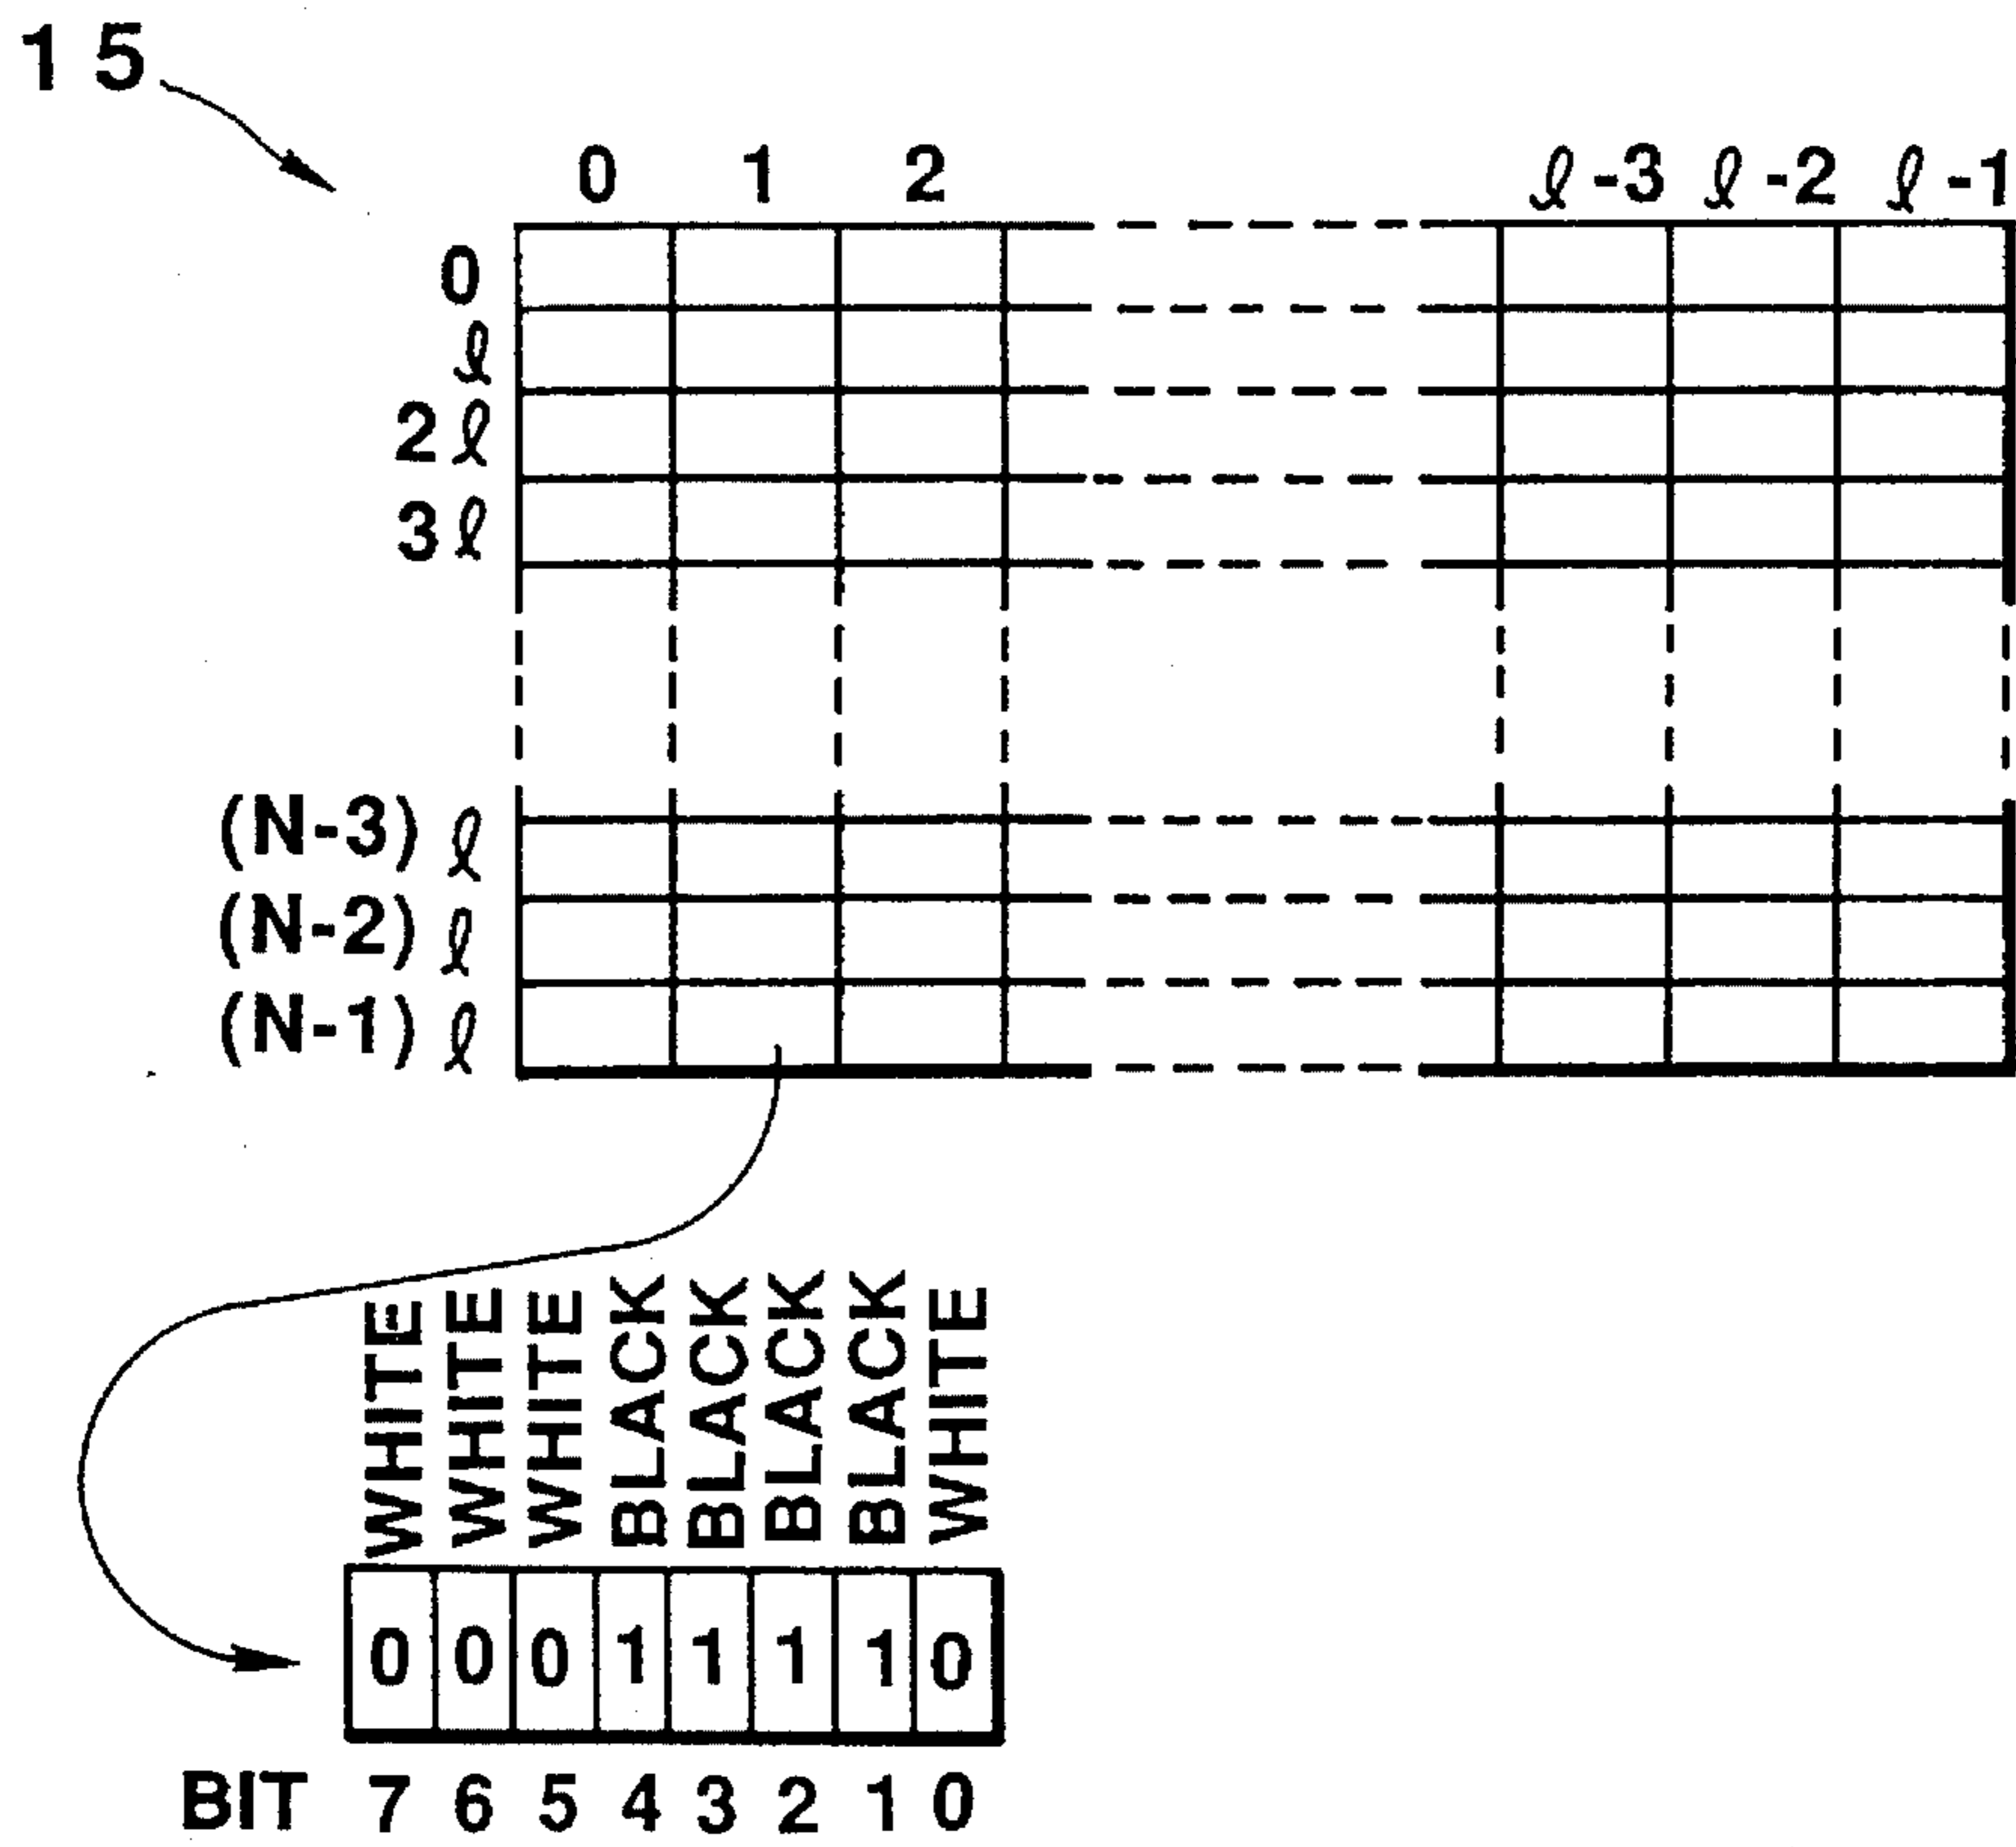 15
0 1 2 ℓ-3 ℓ-2 ℓ-1
0
ℓ
2ℓ
3ℓ
(N-3)ℓ
(N-2)ℓ
(N-1)ℓ
WHITE WHITE WHITE BLACK BLACK BLACK BLACK WHITE
0 0 0 1 1 1 1 0
BIT 7 6 5 4 3 2 1 0